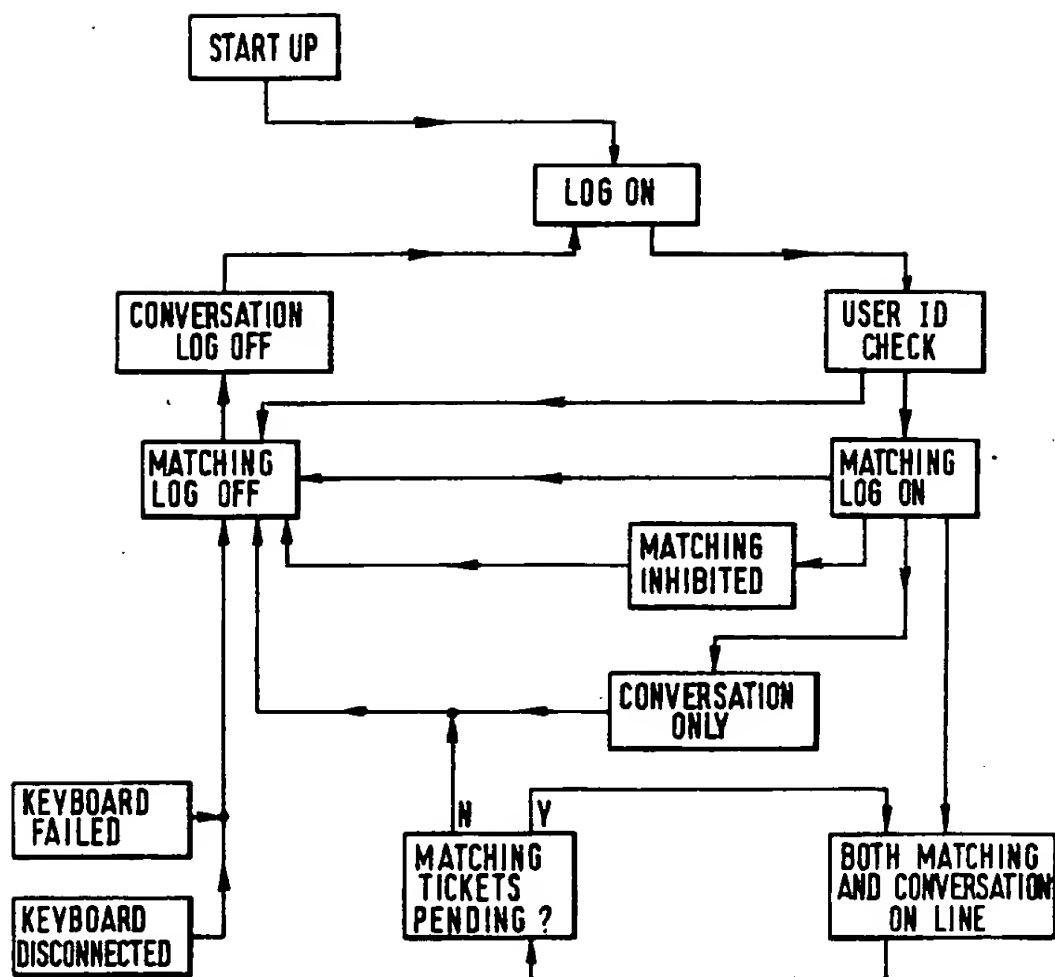 START UP
LOG ON
CONVERSATION
LOG OFF
USER ID
CHECK
MATCHING
LOG OFF
MATCHING
LOG ON
MATCHING
INHIBITED
CONVERSATION
ONLY
KEYBOARD
FAILED
N
Y
MATCHING
TICKETS
PENDING ?
BOTH MATCHING
AND CONVERSATION
ON LINE
KEYBOARD
DISCONNECTED